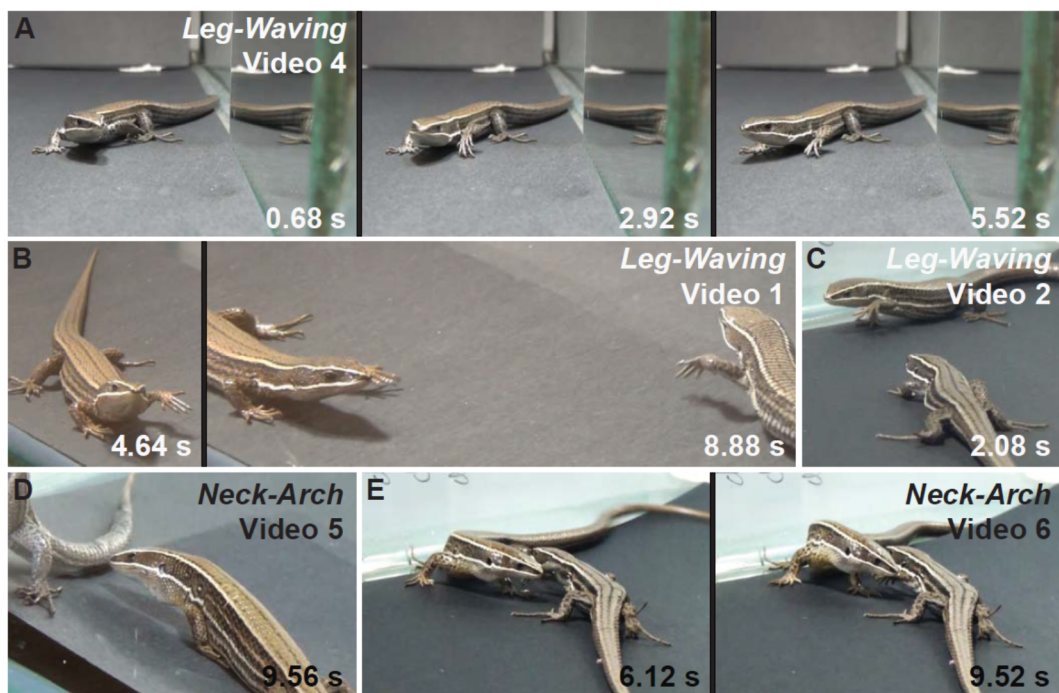 A
Leg-Waving
Video 4
0.68 s
2.92 s
5.52 s
B
Leg-Waving
Video 1
4.64 s
8.88 s
C
Leg-Waving
Video 2
2.08 s
D
Neck-Arch
Video 5
9.56 s
E
Neck-Arch
Video 6
6.12 s
9.52 s